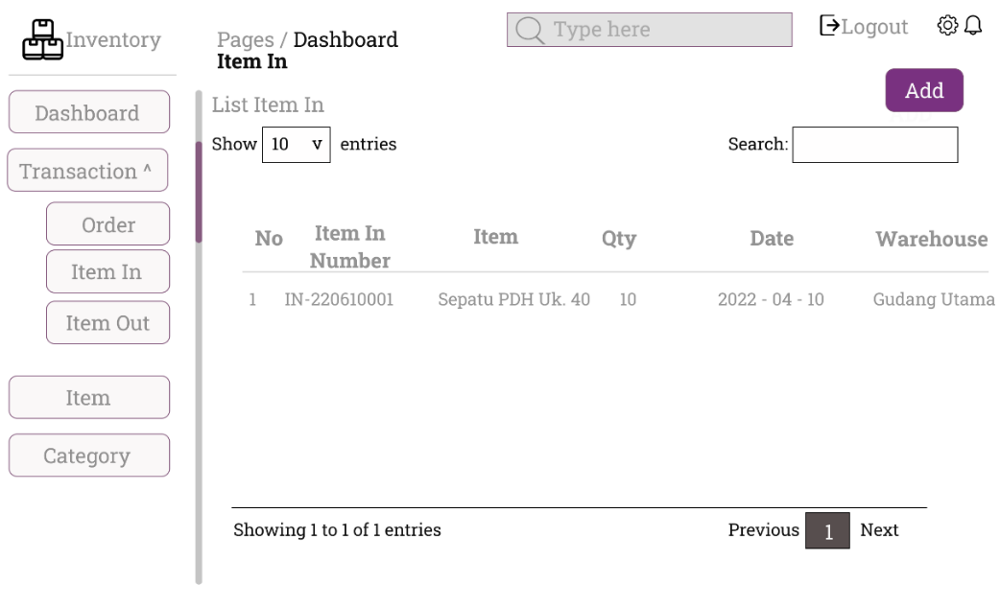 Inventory
Pages / Dashboard
Item In
Type here
Logout
Dashboard
Transaction ^
Order
Item In
Item Out
Item
Category
List Item In
Add
Show 10 v entries
Search:
No Item In Number Item Qty Date Warehouse
1 IN-220610001 Sepatu PDH Uk. 40 10 2022 - 04 - 10 Gudang Utama
Showing 1 to 1 of 1 entries
Previous 1 Next